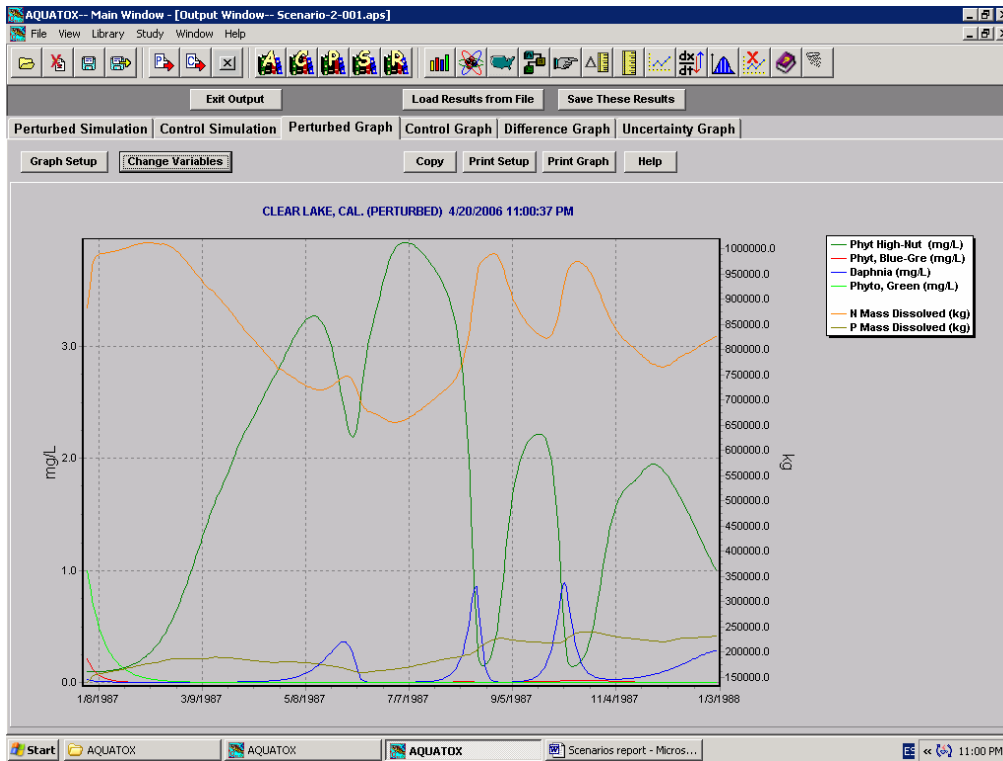 AQUATOX-- Main Window - [Output Window-- Scenario-2-001.aps]
File View Library Study Window Help
Exit Output Load Results from File Save These Results
Perturbed Simulation Control Simulation Perturbed Graph Control Graph Difference Graph Uncertainty Graph
Graph Setup Change Variables Copy Print Setup Print Graph Help
CLEAR LAKE, CAL. (PERTURBED) 4/20/2006 11:00:37 PM
Phyt High-Nut (mg/L)
Phyt, Blue-Gre (mg/L)
Daphnia (mg/L)
Phyto, Green (mg/L)
N Mass Dissolved (kg)
P Mass Dissolved (kg)
mg/L
3.0
2.0
1.0
0.0
1000000.0
950000.0
900000.0
850000.0
800000.0
750000.0
700000.0
650000.0
600000.0
550000.0
500000.0
450000.0
400000.0
350000.0
300000.0
250000.0
200000.0
150000.0
kg
1/8/1987 3/9/1987 5/8/1987 7/7/1987 9/5/1987 11/4/1987 1/3/1988
Start AQUATOX AQUATOX AQUATOX Scenarios report - Micros... ES « 11:00 PM